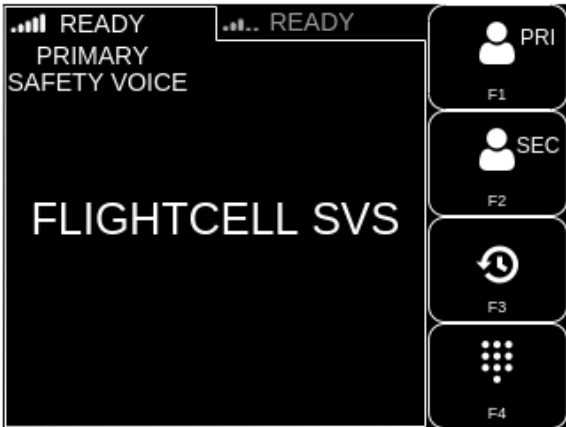 READY
READY
PRIMARY
SAFETY VOICE
FLIGHTCELL SVS
PRI
F1
SEC
F2
F3
F4